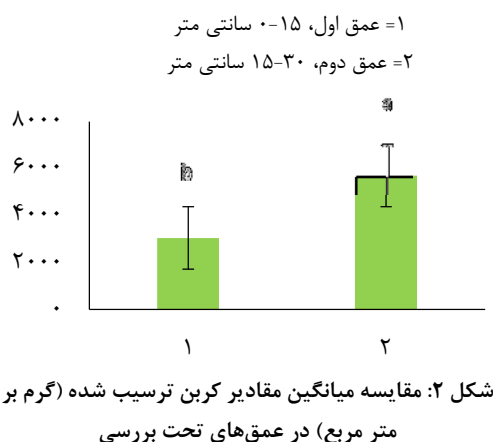 ۱= عمق اول، ۱۵-۰ سانتی متر
۲= عمق دوم، ۳۰-۱۵ سانتی متر
a
۸۰۰۰
b
۶۰۰۰
۴۰۰۰
۲۰۰۰
۰
۱ ۲
شکل ۲: مقایسه میانگین مقادیر کربن ترسیب شده (گرم بر
متر مربع) در عمق‌های تحت بررسی